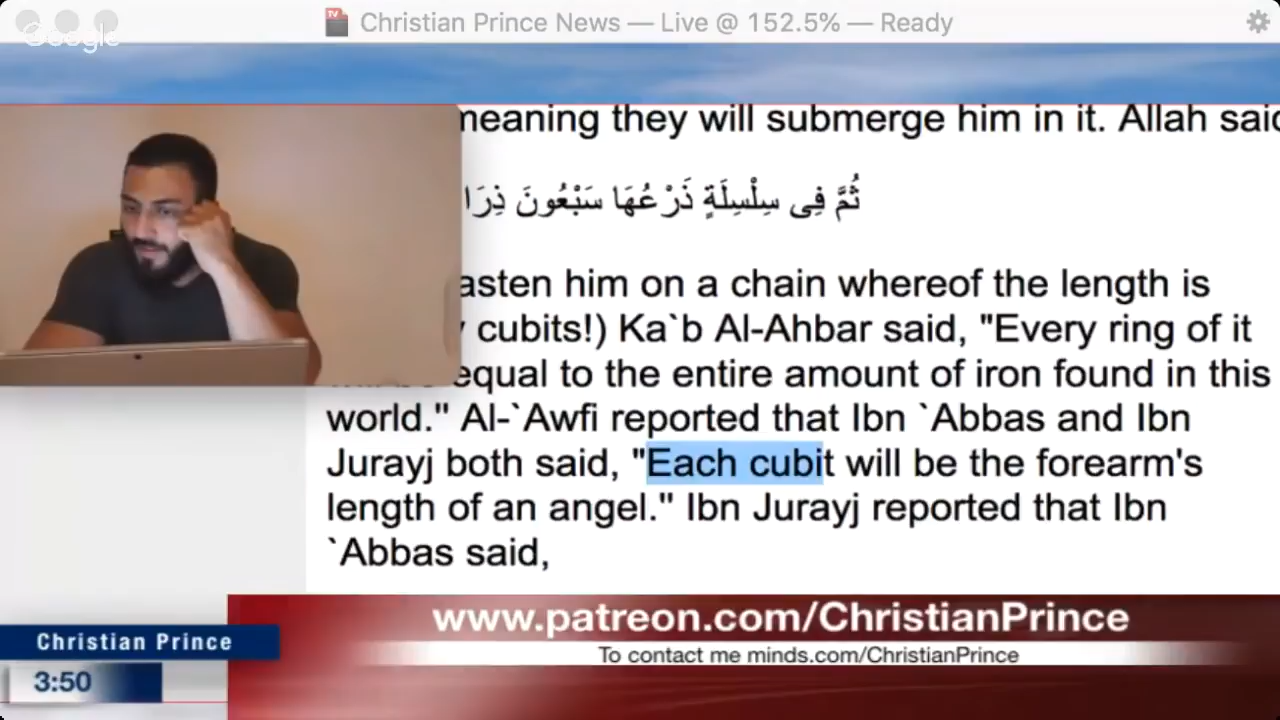 Christian Prince News — Live @ 152.5% — Ready
Google
TV
meaning they will submerge him in it. Allah said
ثُمَّ فِى سِلْسِلَةٍ ذَرْعُهَا سَبْعُونَ ذِرَا
asten him on a chain whereof the length is
cubits!) Ka`b Al-Ahbar said, "Every ring of it
equal to the entire amount of iron found in this
world." Al-`Awfi reported that Ibn `Abbas and Ibn
Jurayj both said, "Each cubit will be the forearm's
length of an angel." Ibn Jurayj reported that Ibn
`Abbas said,
www.patreon.com/ChristianPrince
To contact me minds.com/ChristianPrince
Christian Prince
3:50